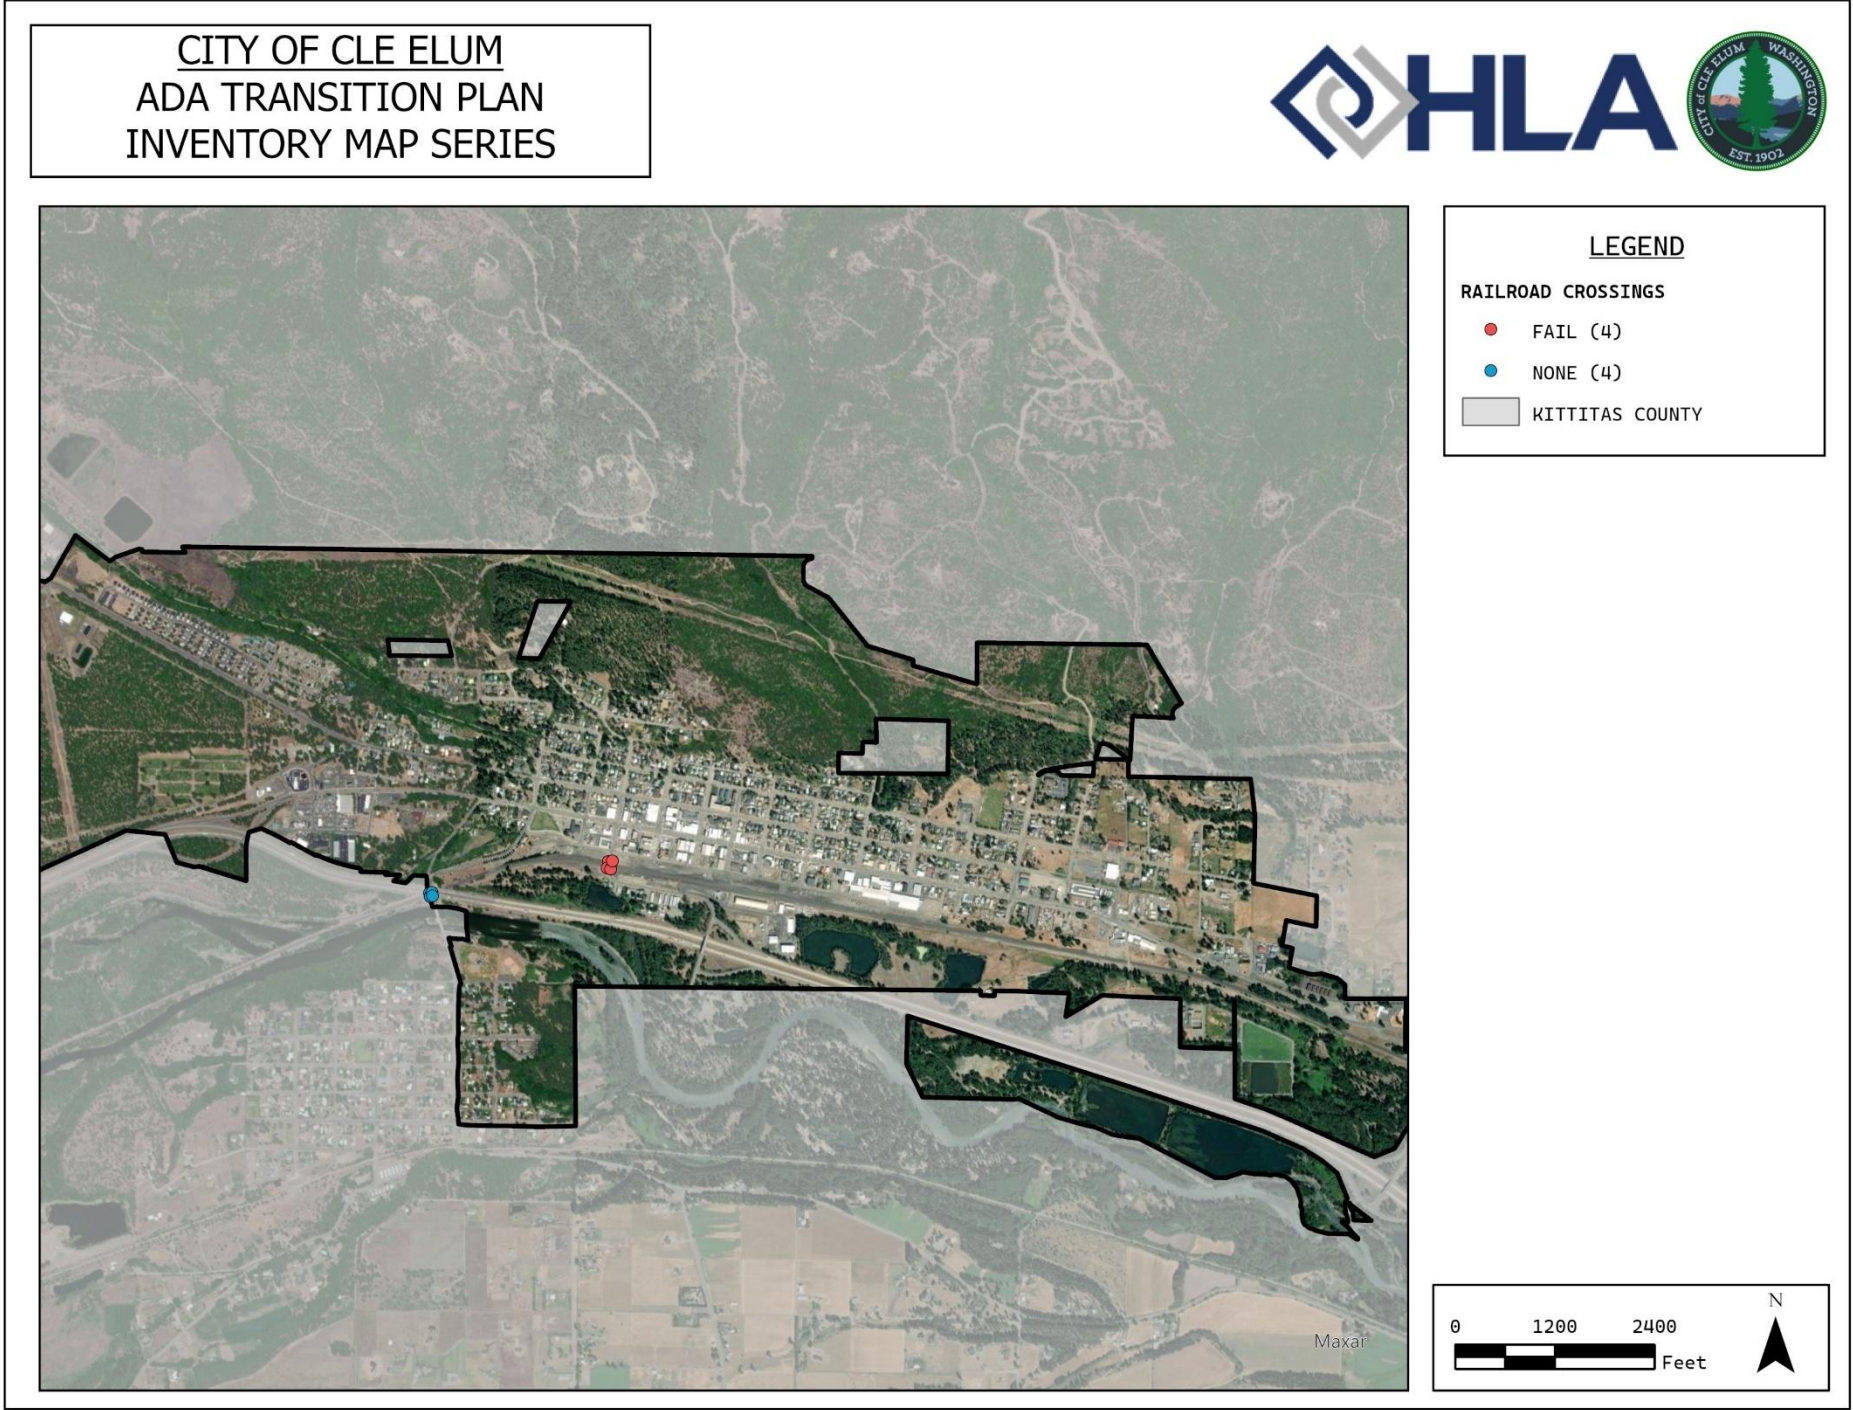 CITY OF CLE ELUM
ADA TRANSITION PLAN
INVENTORY MAP SERIES
HLA
CITY of CLE ELUM WASHINGTON
EST. 1902
LEGEND
RAILROAD CROSSINGS
FAIL (4)
NONE (4)
KITTITAS COUNTY
Maxar
N
0 1200 2400
Feet